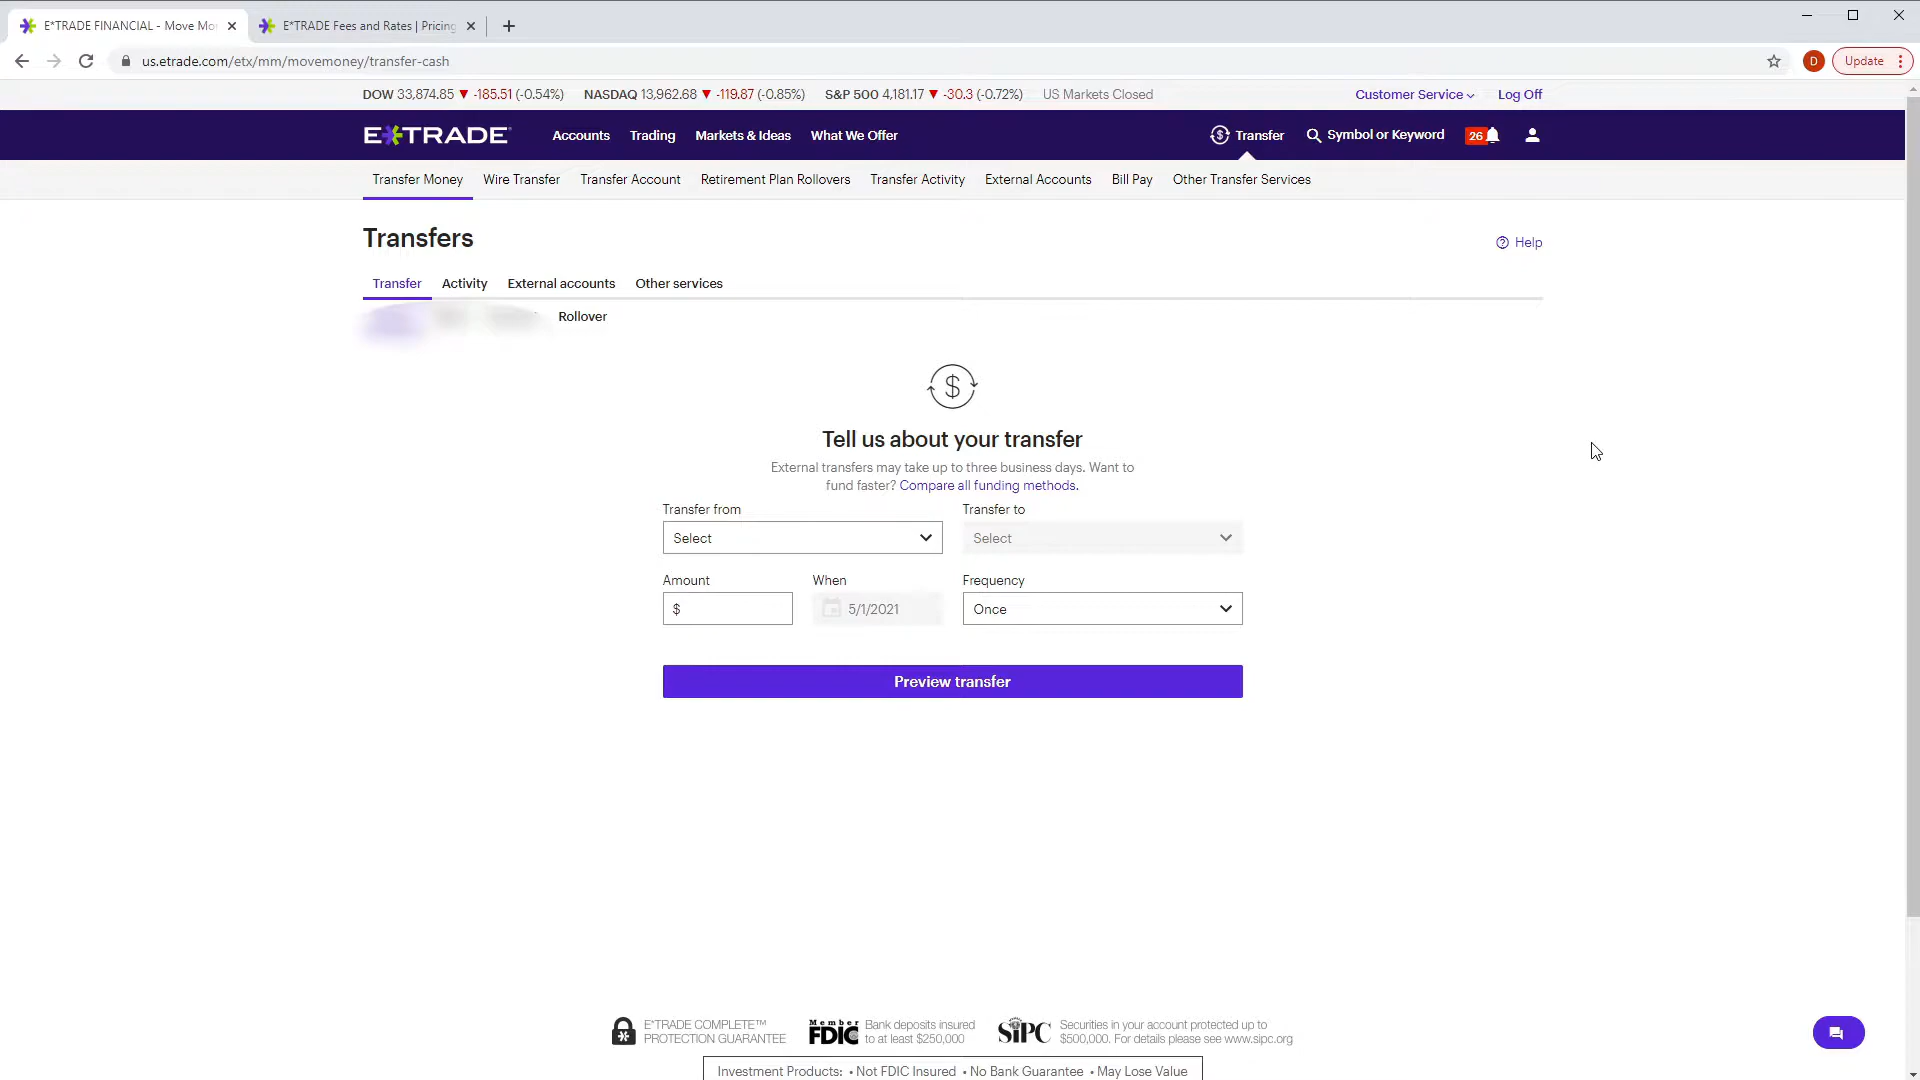 E*TRADE FINANCIAL - Move Mo
E*TRADE Fees and Rates | Pricing
us.etrade.com/etx/mm/movemoney/transfer-cash
D
Update
DOW 33,874.85 ▼ -185.51 (-0.54%) NASDAQ 13,962.68 ▼ -119.87 (-0.85%) S&P 500 4,181.17 ▼ -30.3 (-0.72%) US Markets Closed
Customer Service
Log Off
E*TRADE
Accounts Trading Markets & Ideas What We Offer
Transfer Symbol or Keyword 26
Transfer Money Wire Transfer Transfer Account Retirement Plan Rollovers Transfer Activity External Accounts Bill Pay Other Transfer Services
Transfers
Help
Transfer Activity External accounts Other services
Rollover
$
Tell us about your transfer
External transfers may take up to three business days. Want to
fund faster? Compare all funding methods.
Transfer from Transfer to
Select Select
Amount When Frequency
$ 5/1/2021 Once
Preview transfer
E*TRADE COMPLETE™
PROTECTION GUARANTEE
Member
FDIC
Bank deposits insured
to at least $250,000
SiPC
Securities in your account protected up to
$500,000. For details please see www.sipc.org
Investment Products: • Not FDIC Insured • No Bank Guarantee • May Lose Value